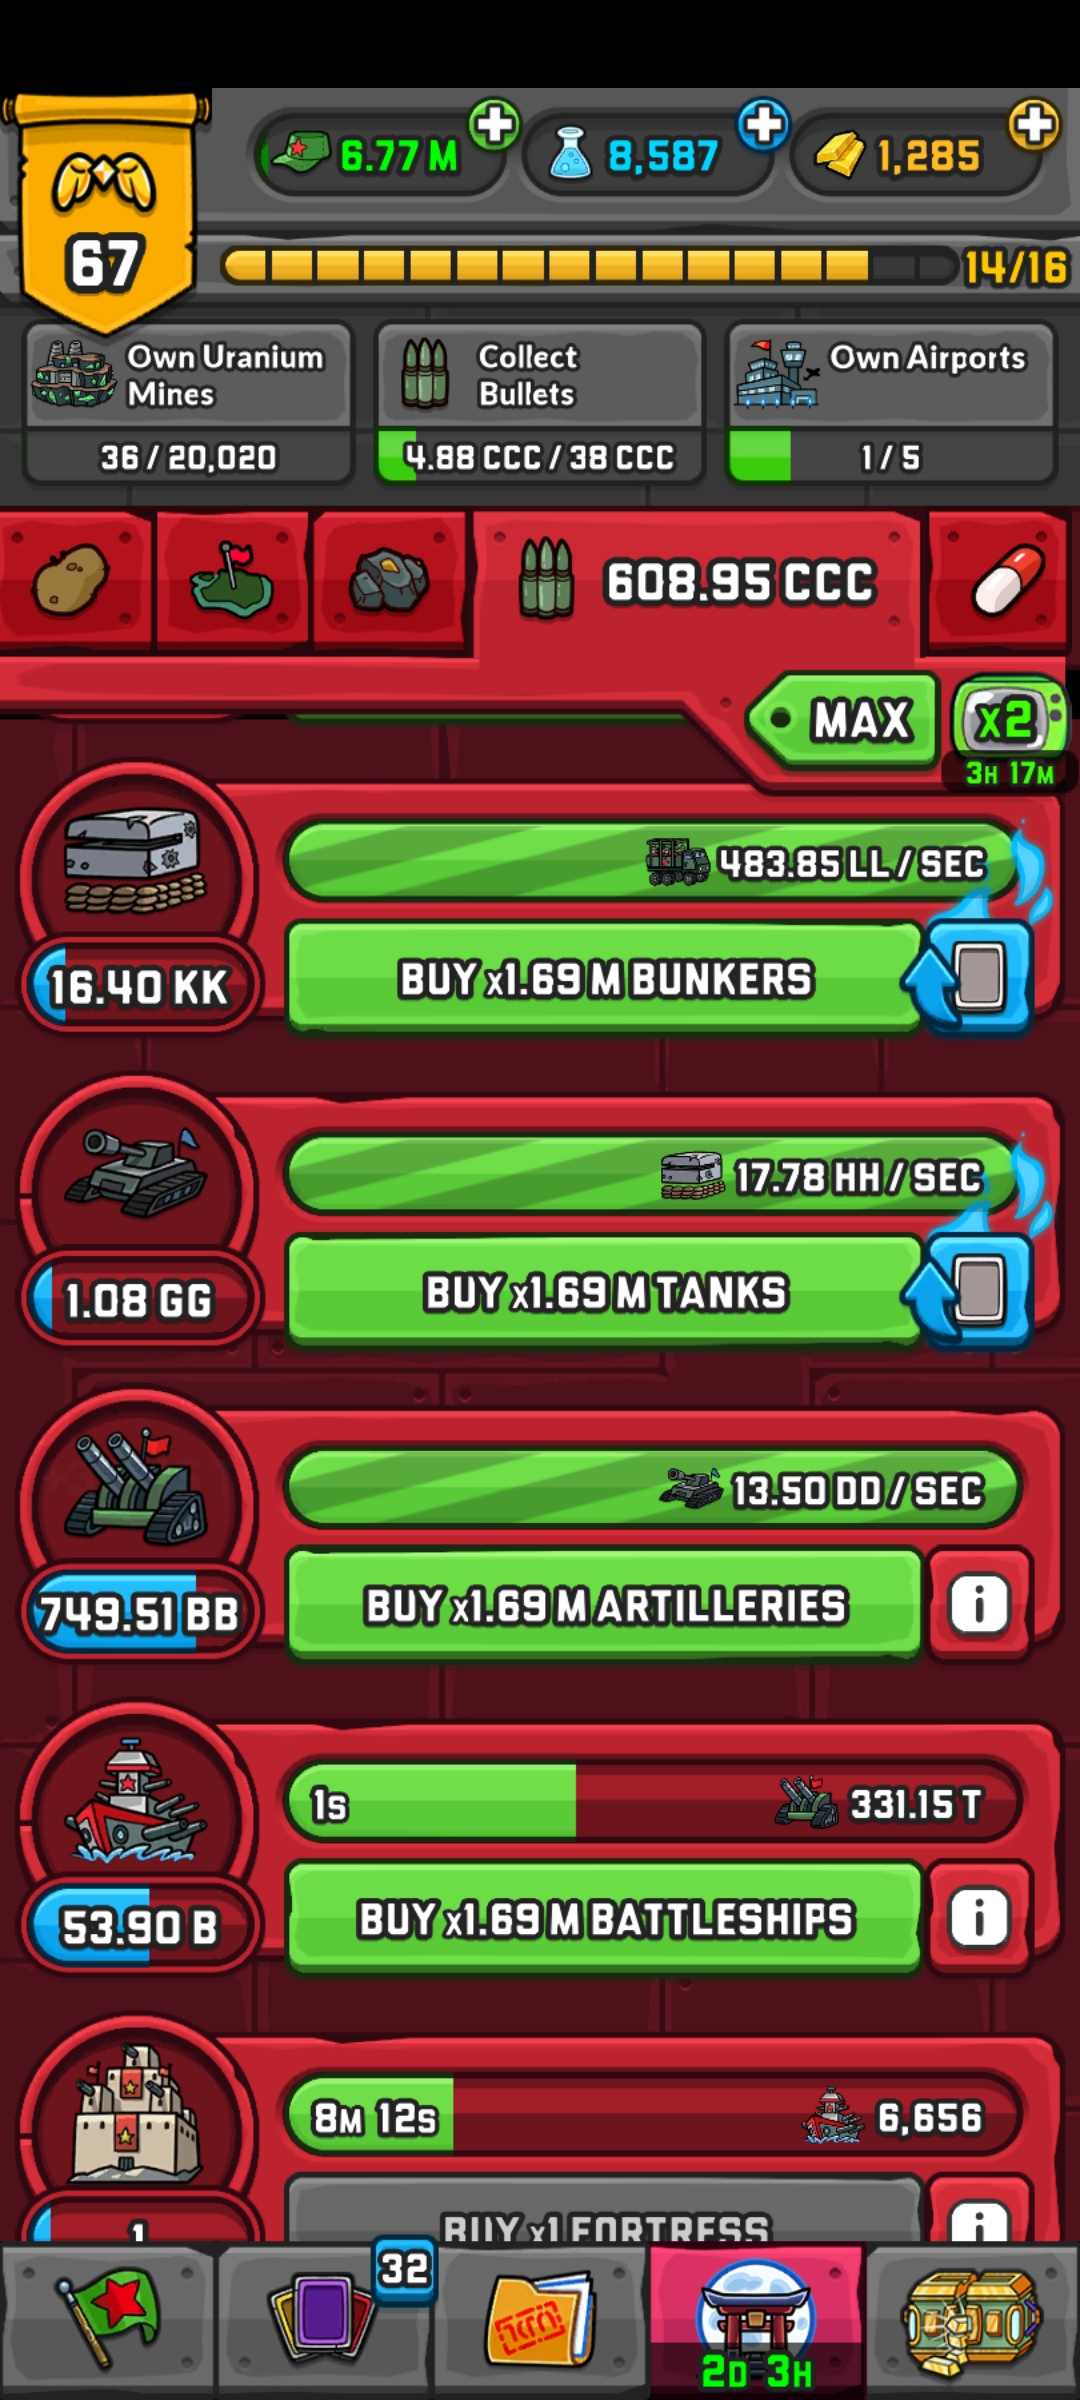 6.77 M
8,587
1,285
67
14/16
Own Uranium
Mines
36 / 20,020
Collect
Bullets
4.88 CCC / 38 CCC
Own Airports
1 / 5
608.95 CCC
MAX
x2
3H 17M
483.85 LL / SEC
16.40 KK
BUY x1.69 M BUNKERS
17.78 HH / SEC
1.08 GG
BUY x1.69 M TANKS
13.50 DD / SEC
749.51 BB
BUY x1.69 M ARTILLERIES
i
1S
331.15 T
53.90 B
BUY x1.69 M BATTLESHIPS
i
8M 12S
6,656
1
BUY x1 FORTRESS
i
32
2D 3H